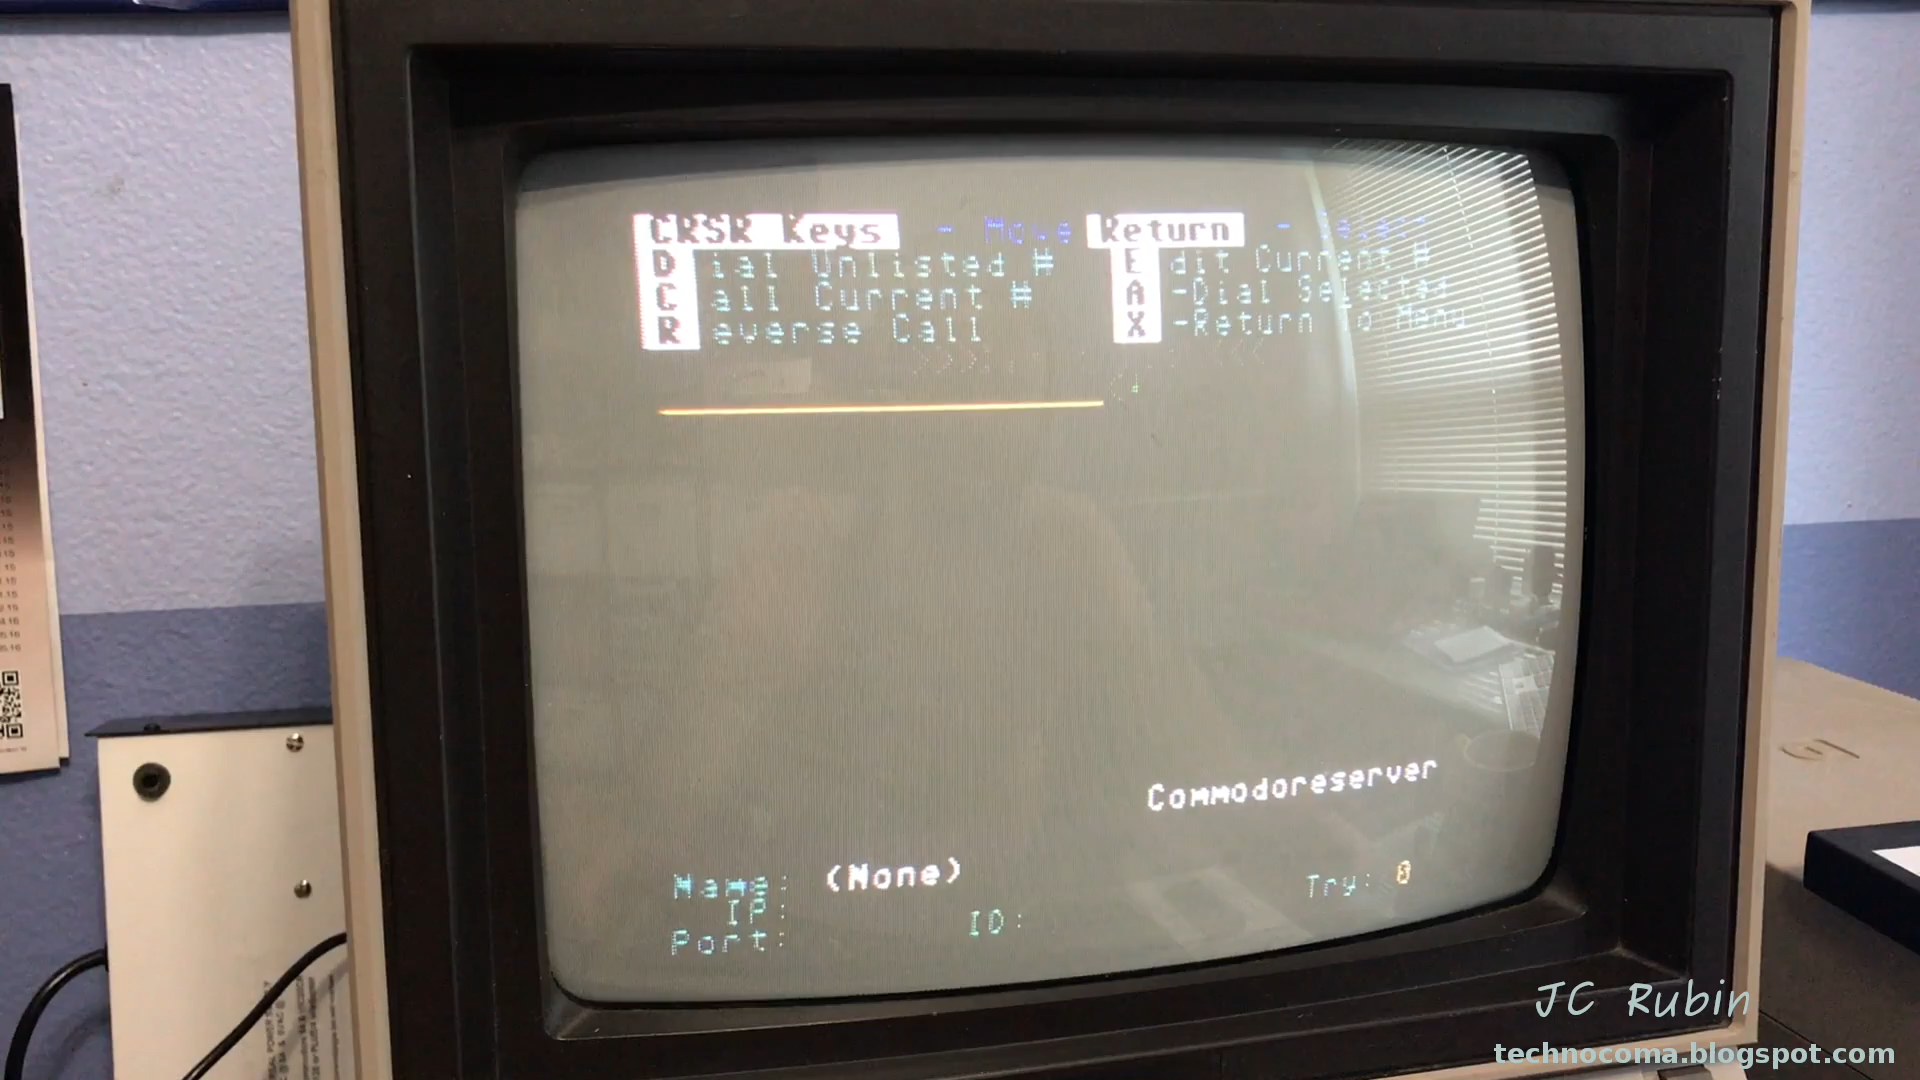 CRSR Keys - Move Return - Select
Dial Unlisted # Edit Current #
Call Current # A -Dial Selected
Reverse Call X -Return To Menu
Commodoreserver
Name: (None) Try: 0
IP:
Port: ID:
JC Rubin
technocoma.blogspot.com